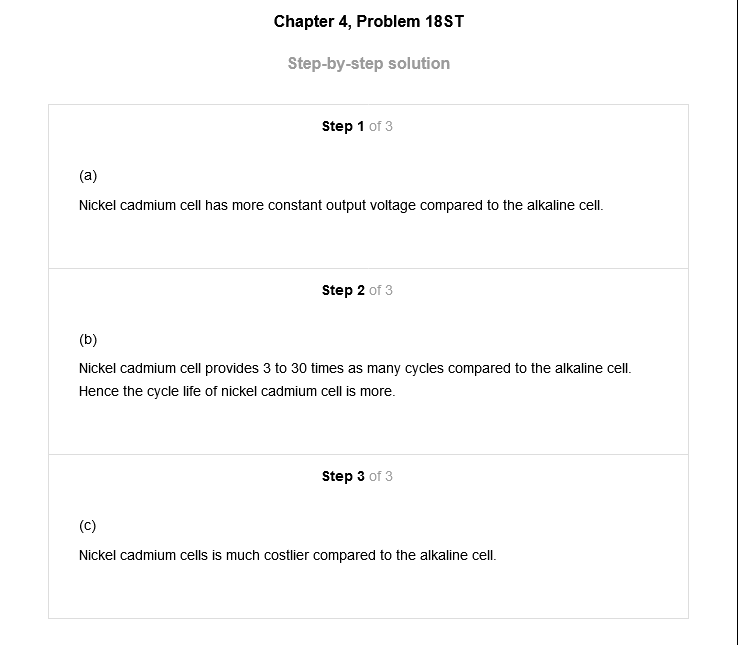 Chapter 4, Problem 18ST
Step-by-step solution
Step 1 of 3
(a)
Nickel cadmium cell has more constant output voltage compared to the alkaline cell.
Step 2 of 3
(b)
Nickel cadmium cell provides 3 to 30 times as many cycles compared to the alkaline cell.
Hence the cycle life of nickel cadmium cell is more.
Step 3 of 3
(c)
Nickel cadmium cells is much costlier compared to the alkaline cell.